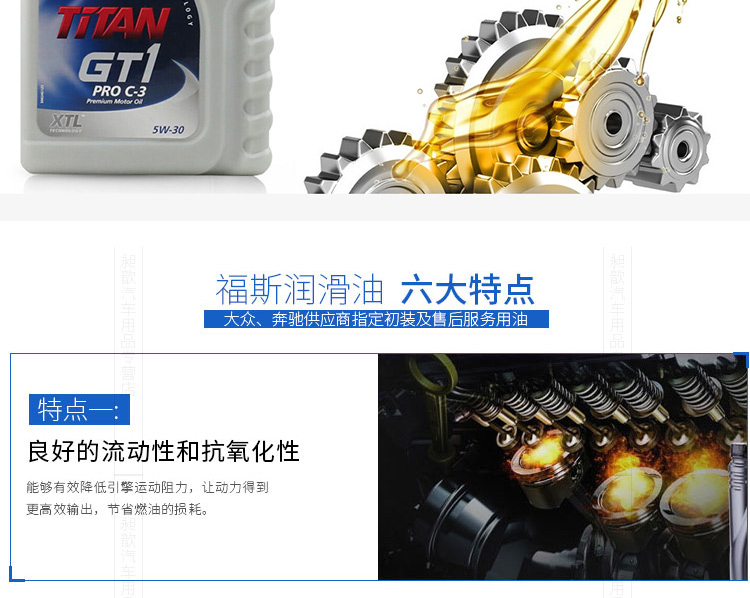 TITAN
GT1
PRO C-3
Premium Motor Oil
XTL
TECHNOLOGY
5W-30
福斯润滑油 六大特点
大众、奔驰供应商指定初装及售后服务用油
特点一:
良好的流动性和抗氧化性
能够有效降低引擎运动阻力，让动力得到
更高效输出，节省燃油的损耗。